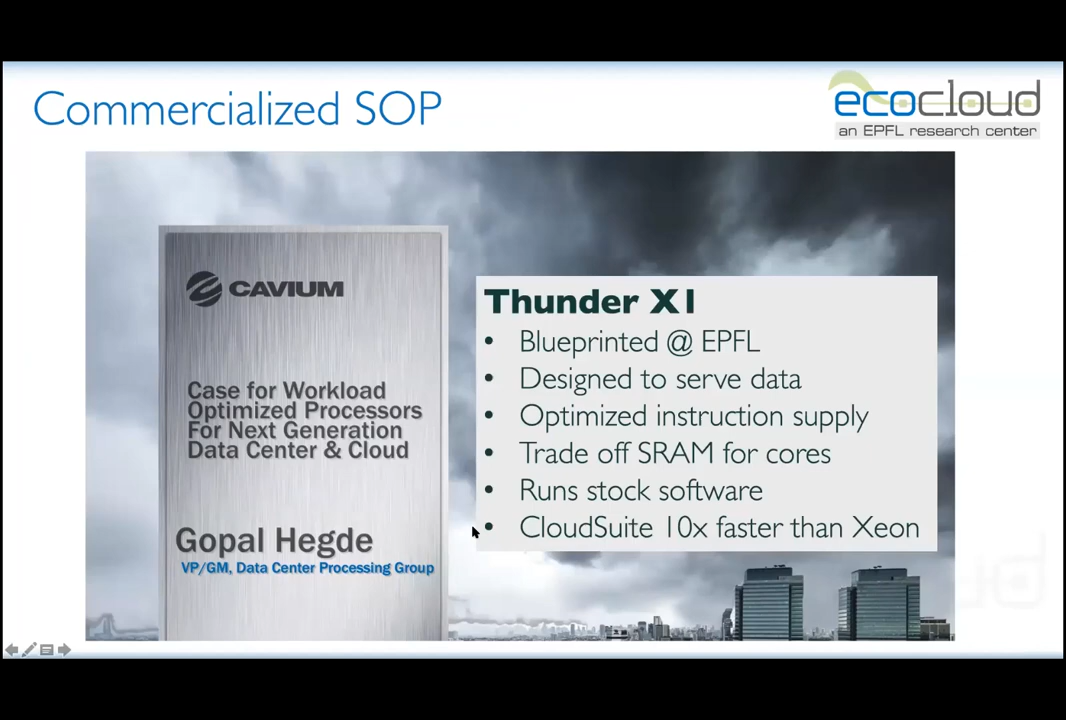 Commercialized SOP
ecocloud
an EPFL research center
CAVIUM
Case for Workload
Optimized Processors
For Next Generation
Data Center & Cloud
Gopal Hegde
VP/GM, Data Center Processing Group
Thunder X1
• Blueprinted @ EPFL
• Designed to serve data
• Optimized instruction supply
• Trade off SRAM for cores
• Runs stock software
• CloudSuite 10x faster than Xeon